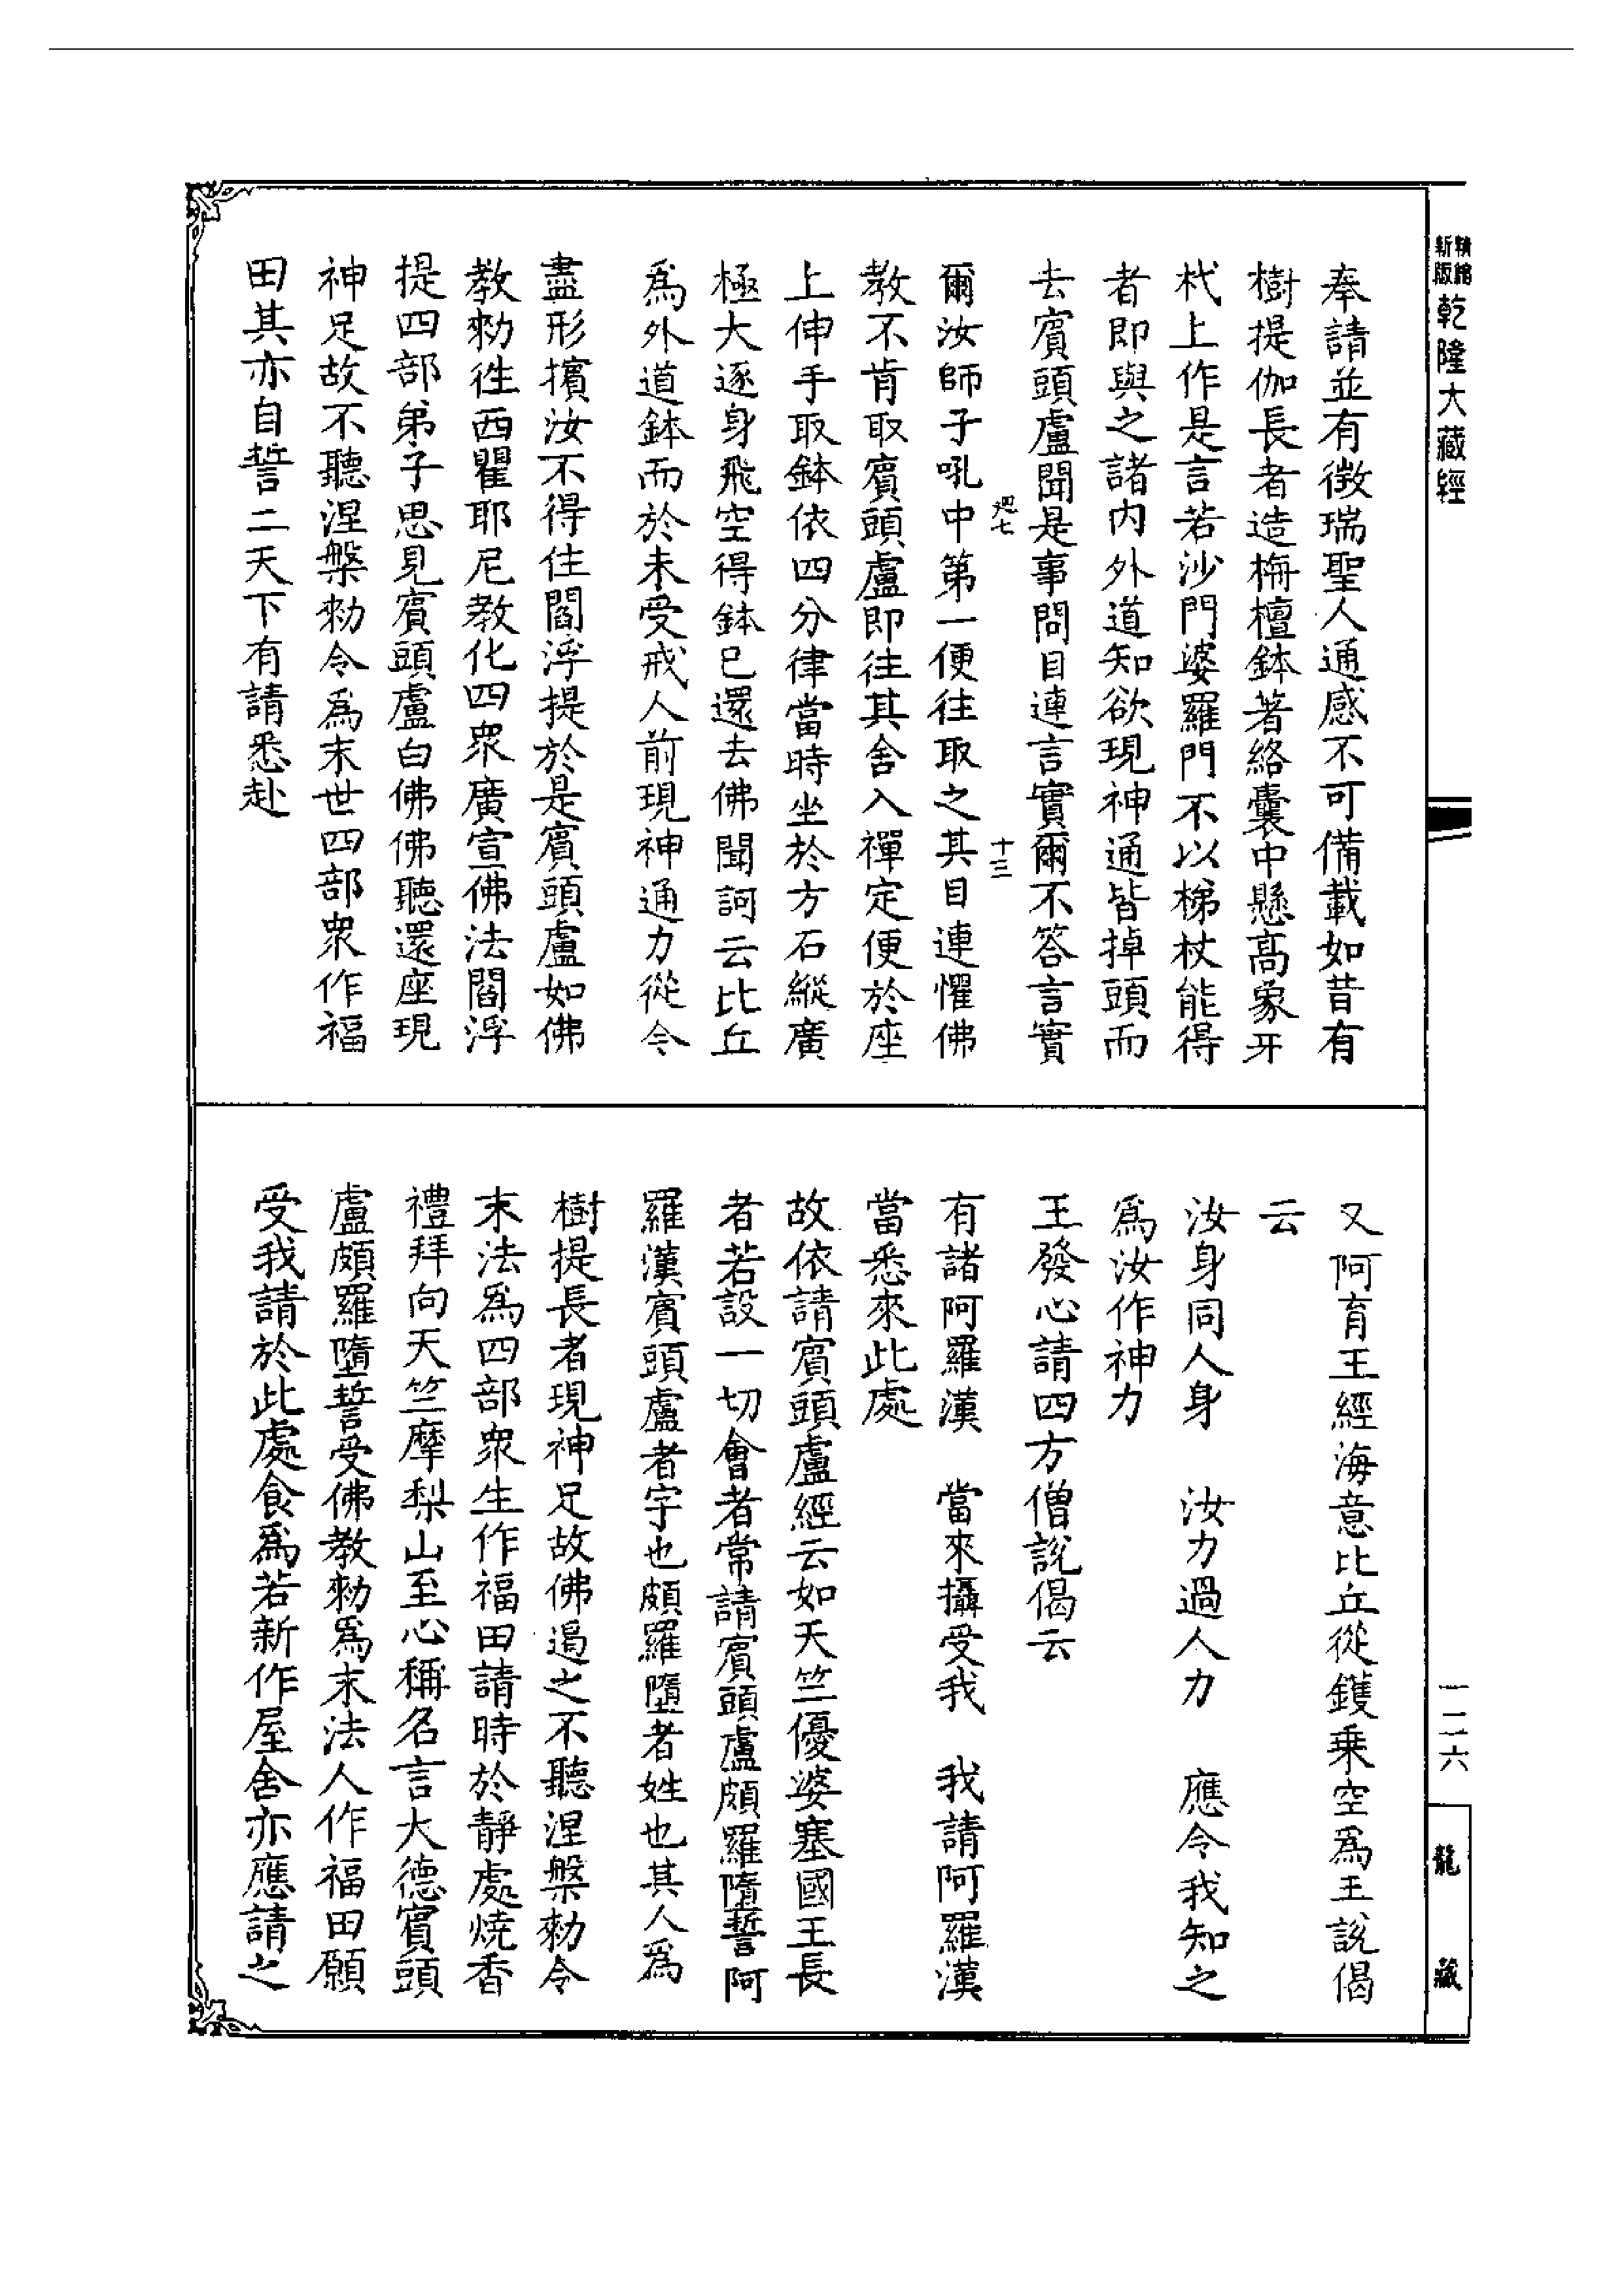 精繕
新版
乾隆大藏經
奉請並有徵瑞聖人通感不可備載如昔有
樹提伽長者造栴檀鉢著絡囊中懸高象牙
杙上作是言若沙門婆羅門不以梯杖能得
者即與之諸内外道知欲現神通皆掉頭而
去賓頭盧聞是事問目連言實爾不答言實
廻七
十三
爾汝師子吼中第一便往取之其目連懼佛
教不肯取賓頭盧即往其舍入禪定便於座
上伸手取鉢依四分律當時坐於方石縱廣
極大逐身飛空得鉢已還去佛聞訶云比丘
爲外道鉢而於未受戒人前現神通力從今
盡形擯汝不得住閻浮提於是賓頭盧如佛
教勑徃西瞿耶尼教化四衆廣宣佛法閻浮
提四部弟子思見賓頭盧白佛佛聽還座現
神足故不聽涅槃勑令爲末世四部衆作福
田其亦自誓三天下有請悉赴
又阿育王經海意比丘從鑊乗空爲王說偈
云
汝身同人身　汝力過人力　應令我知之
爲汝作神力
王發心請四方僧說偈云
有諸阿羅漢　當來攝受我　我請阿羅漢
當悉來此處
故依請賓頭盧經云如天竺優婆塞國王長
者若設一切會者常請賓頭盧頗羅墮誓阿
羅漢賓頭盧者字也頗羅墮者姓也其人爲
樹提長者現神足故佛遏之不聽涅槃勑令
末法爲四部衆生作福田請時於靜處燒香
禮拜向天竺摩梨山至心稱名言大德賓頭
盧頗羅墮誓受佛教勑爲末法人作福田願
受我請於此處食爲若新作屋舍亦應請之
一二六
龍藏